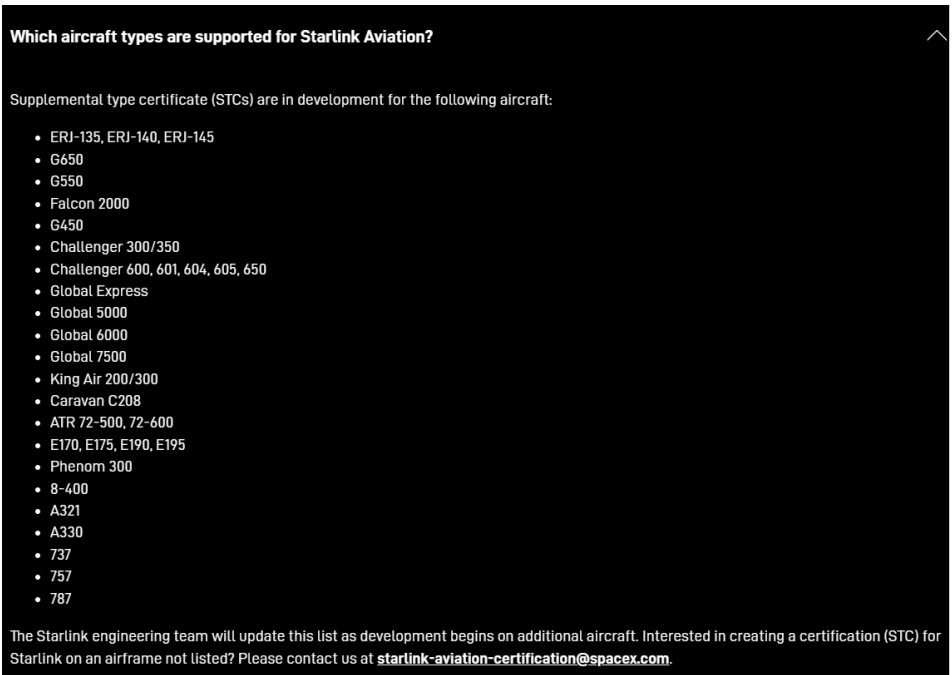 Which aircraft types are supported for Starlink Aviation?
Supplemental type certificate (STCs) are in development for the following aircraft:
• ERJ-135, ERJ-140, ERJ-145
• G650
• G550
• Falcon 2000
• G450
• Challenger 300/350
• Challenger 600, 601, 604, 605, 650
• Global Express
• Global 5000
• Global 6000
• Global 7500
• King Air 200/300
• Caravan C208
• ATR 72-500, 72-600
• E170, E175, E190, E195
• Phenom 300
• 8-400
• A321
• A330
• 737
• 757
• 787
The Starlink engineering team will update this list as development begins on additional aircraft. Interested in creating a certification (STC) for
Starlink on an airframe not listed? Please contact us at starlink-aviation-certification@spacex.com.